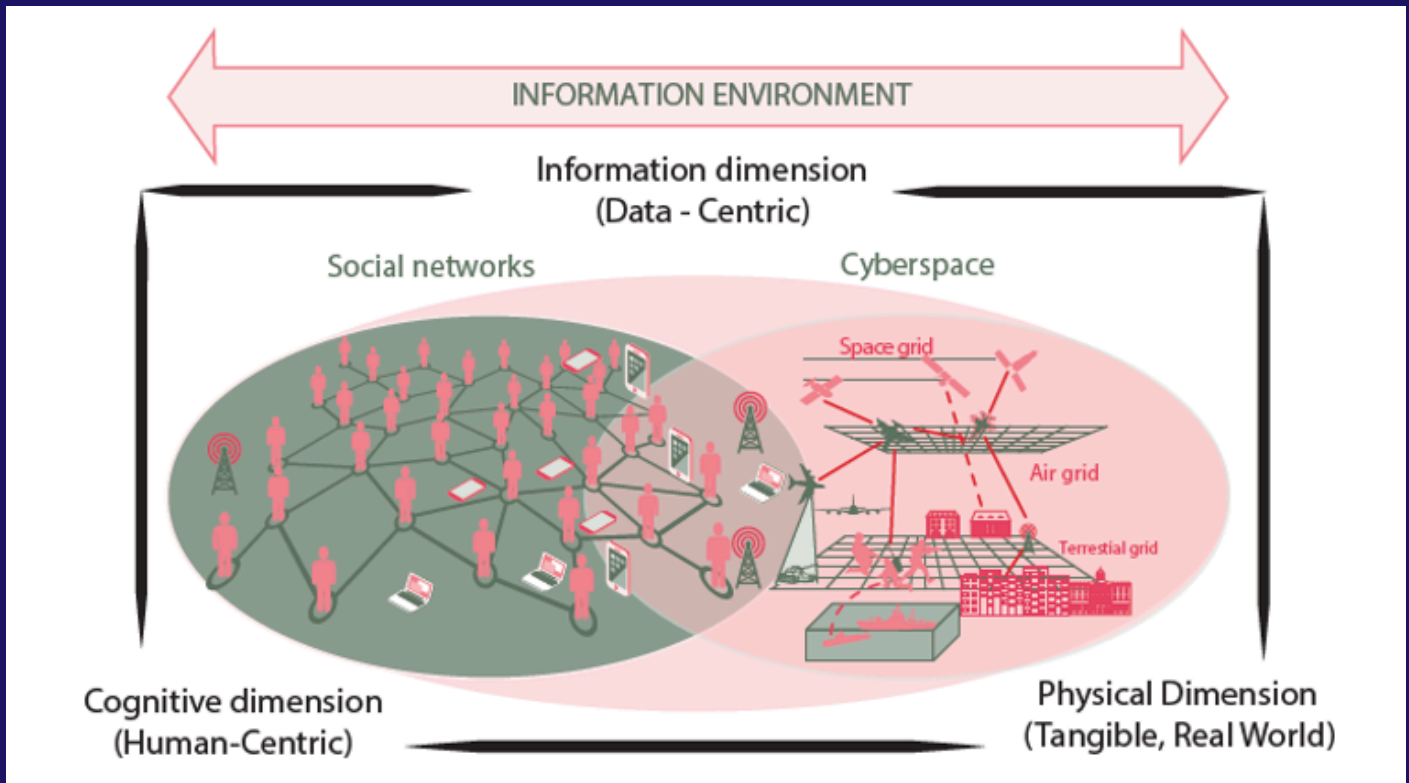 INFORMATION ENVIRONMENT
Information dimension
(Data - Centric)
Social networks
Cyberspace
Space grid
Air grid
Terrestial grid
Cognitive dimension
(Human-Centric)
Physical Dimension
(Tangible, Real World)